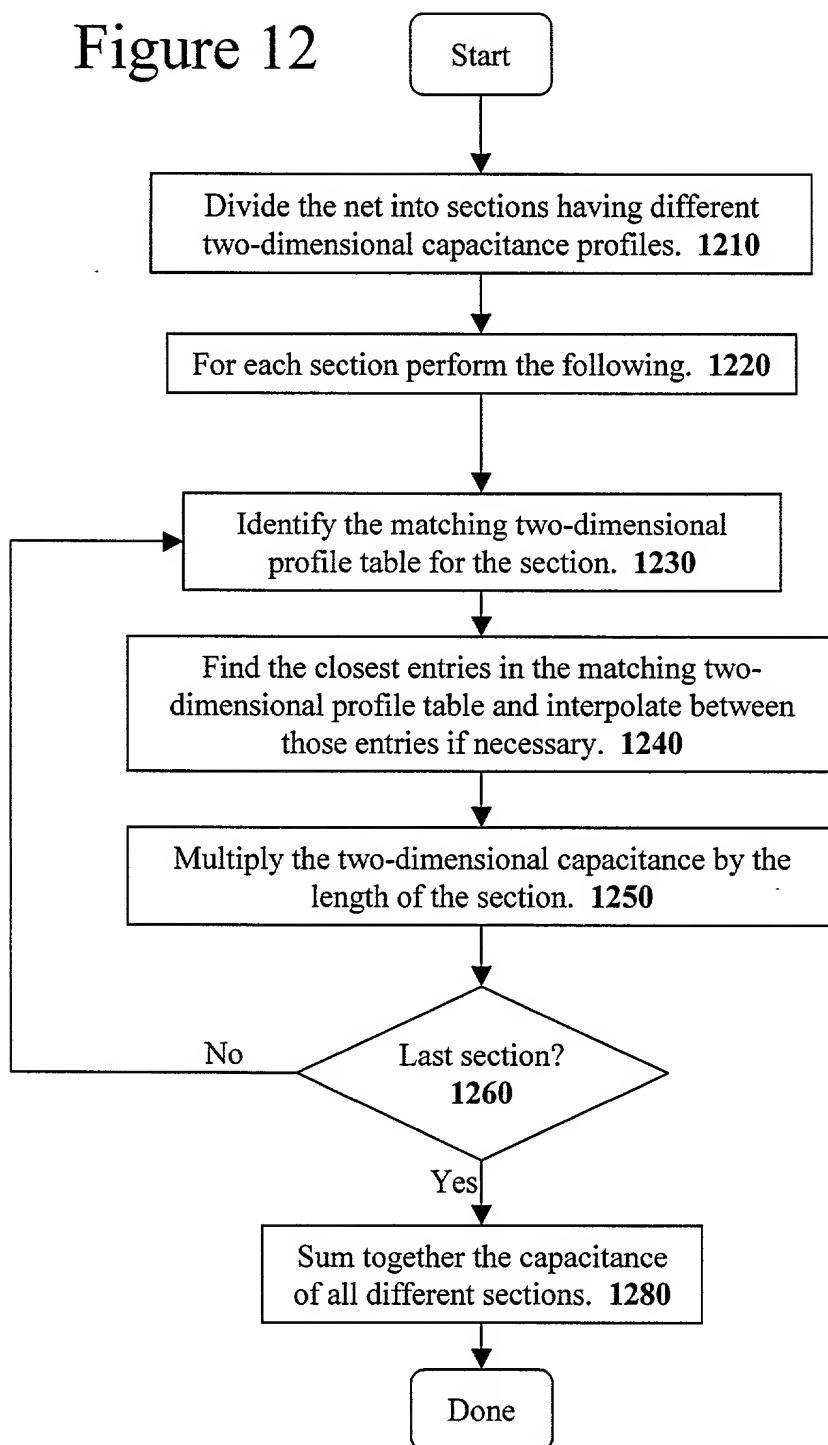 Figure 12
Start
Divide the net into sections having different
two-dimensional capacitance profiles. 1210
For each section perform the following. 1220
Identify the matching two-dimensional
profile table for the section. 1230
Find the closest entries in the matching two-
dimensional profile table and interpolate between
those entries if necessary. 1240
Multiply the two-dimensional capacitance by the
length of the section. 1250
No
Last section?
1260
Yes
Sum together the capacitance
of all different sections. 1280
Done